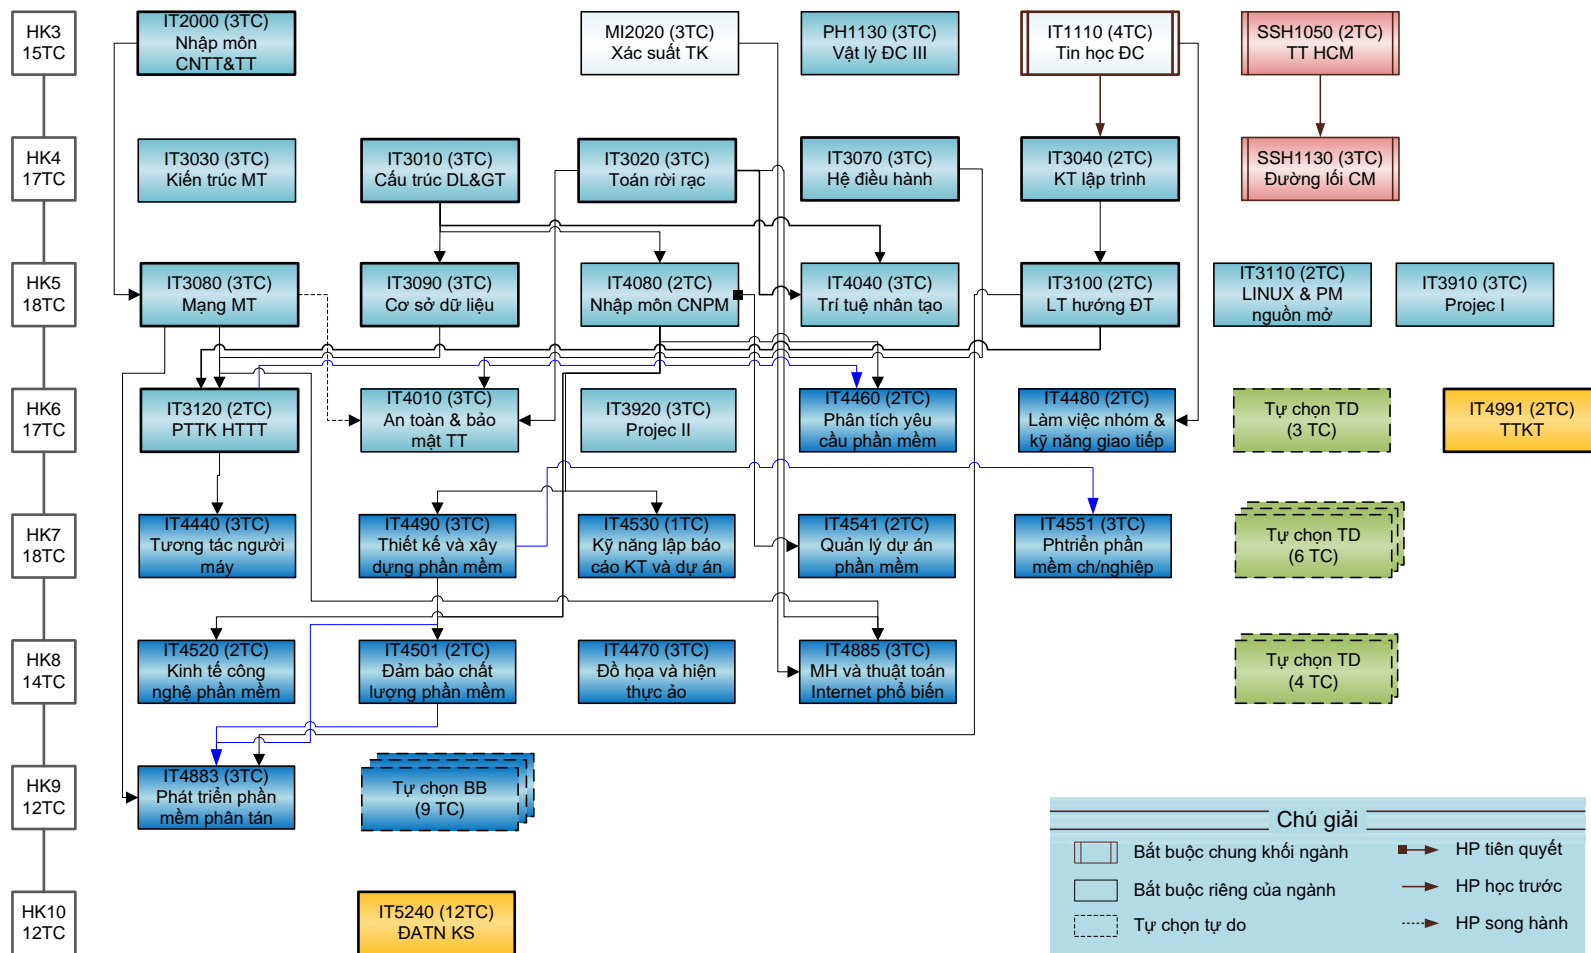 HK3
15TC
IT2000 (3TC)
Nhập môn
CNTT&TT
MI2020 (3TC)
Xác suất TK
PH1130 (3TC)
Vật lý ĐC III
IT1110 (4TC)
Tin học ĐC
SSH1050 (2TC)
TT HCM
HK4
17TC
IT3030 (3TC)
Kiến trúc MT
IT3010 (3TC)
Cấu trúc DL&GT
IT3020 (3TC)
Toán rời rạc
IT3070 (3TC)
Hệ điều hành
IT3040 (2TC)
KT lập trình
SSH1130 (3TC)
Đường lối CM
HK5
18TC
IT3080 (3TC)
Mạng MT
IT3090 (3TC)
Cơ sở dữ liệu
IT4080 (2TC)
Nhập môn CNPM
IT4040 (3TC)
Trí tuệ nhân tạo
IT3100 (2TC)
LT hướng ĐT
IT3110 (2TC)
LINUX & PM
nguồn mở
IT3910 (3TC)
Projec I
HK6
17TC
IT3120 (2TC)
PTTK HTTT
IT4010 (3TC)
An toàn & bảo
mật TT
IT3920 (3TC)
Projec II
IT4460 (2TC)
Phân tích yêu
cầu phần mềm
IT4480 (2TC)
Làm việc nhóm &
kỹ năng giao tiếp
Tự chọn TD
(3 TC)
IT4991 (2TC)
TTKT
HK7
18TC
IT4440 (3TC)
Tương tác người
máy
IT4490 (3TC)
Thiết kế và xây
dựng phần mềm
IT4530 (1TC)
Kỹ năng lập báo
cáo KT và dự án
IT4541 (2TC)
Quản lý dự án
phần mềm
IT4551 (3TC)
Phtriển phần
mềm ch/nghiệp
Tự chọn TD
(6 TC)
HK8
14TC
IT4520 (2TC)
Kinh tế công
nghệ phần mềm
IT4501 (2TC)
Đảm bảo chất
lượng phần mềm
IT4470 (3TC)
Đồ họa và hiện
thực ảo
IT4885 (3TC)
MH và thuật toán
Internet phổ biến
Tự chọn TD
(4 TC)
HK9
12TC
IT4883 (3TC)
Phát triển phần
mềm phân tán
Tự chọn BB
(9 TC)
HK10
12TC
IT5240 (12TC)
ĐATN KS
Chú giải
Bắt buộc chung khối ngành
HP tiên quyết
Bắt buộc riêng của ngành
HP học trước
Tự chọn tự do
HP song hành